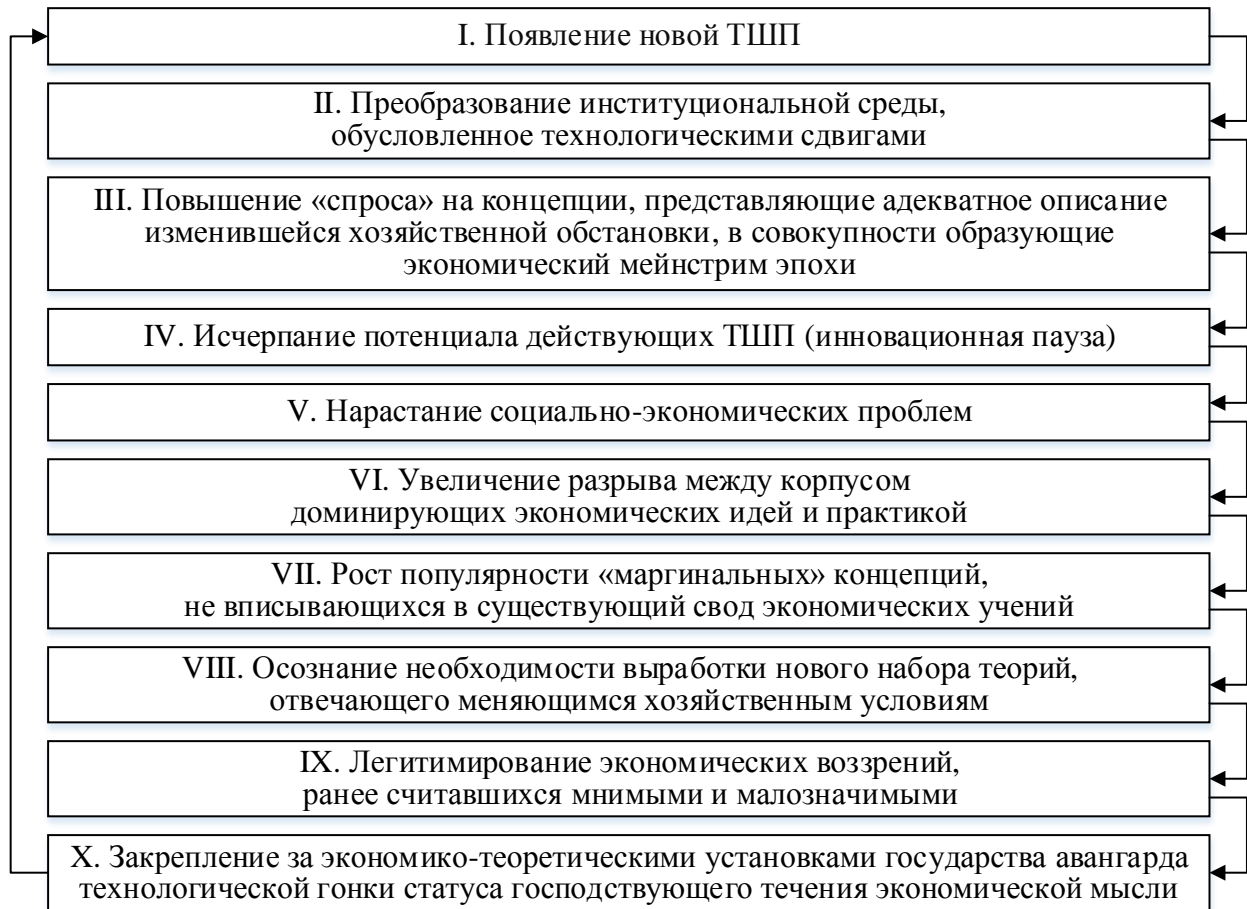 I. Появление новой ТШП
II. Преобразование институциональной среды,
обусловленное технологическими сдвигами
III. Повышение «спроса» на концепции, представляющие адекватное описание
изменившейся хозяйственной обстановки, в совокупности образующие
экономический мейнстрим эпохи
IV. Исчерпание потенциала действующих ТШП (инновационная пауза)
V. Нарастание социально-экономических проблем
VI. Увеличение разрыва между корпусом
доминирующих экономических идей и практикой
VII. Рост популярности «маргинальных» концепций,
не вписывающихся в существующий свод экономических учений
VIII. Осознание необходимости выработки нового набора теорий,
отвечающего меняющимся хозяйственным условиям
IX. Легитимирование экономических воззрений,
ранее считавшихся мнимыми и малозначимыми
X. Закрепление за экономико-теоретическими установками государства авангарда
технологической гонки статуса господствующего течения экономической мысли